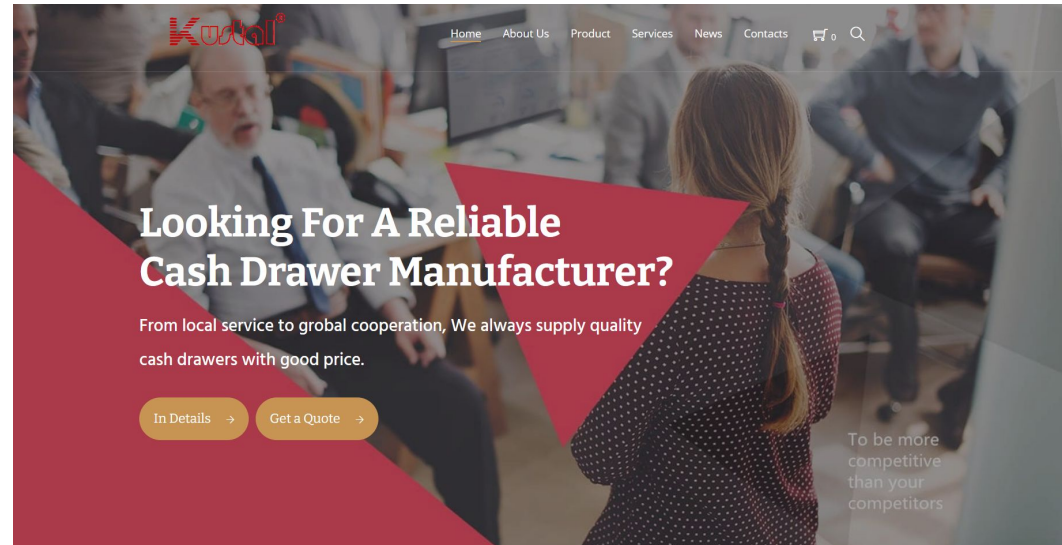 Kustal®
Home About Us Product Services News Contacts 0
Looking For A Reliable
Cash Drawer Manufacturer?
From local service to grobal cooperation, We always supply quality
cash drawers with good price.
In Details → Get a Quote →
To be more
competitive
than your
competitors